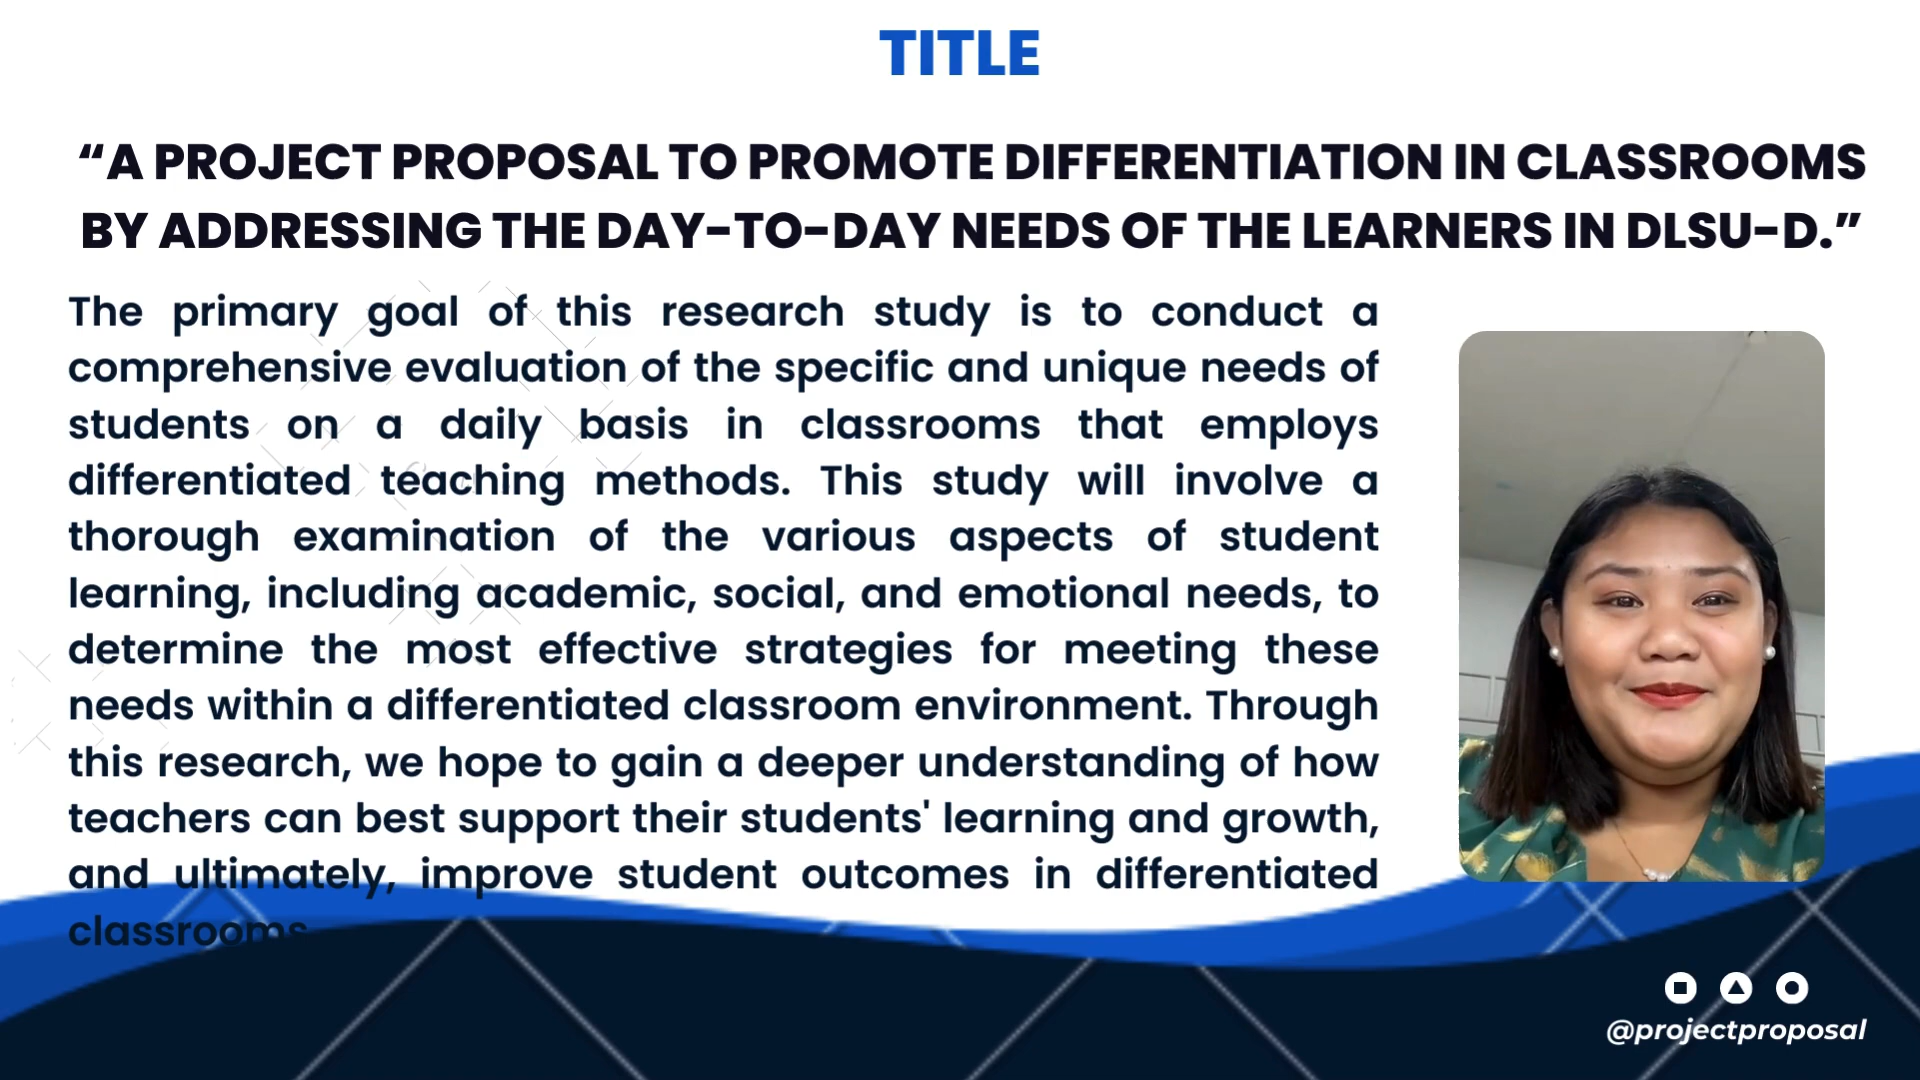 TITLE
“A PROJECT PROPOSAL TO PROMOTE DIFFERENTIATION IN CLASSROOMS
BY ADDRESSING THE DAY-TO-DAY NEEDS OF THE LEARNERS IN DLSU-D.”
The primary goal of this research study is to conduct a
comprehensive evaluation of the specific and unique needs of
students on a daily basis in classrooms that employs
differentiated teaching methods. This study will involve a
thorough examination of the various aspects of student
learning, including academic, social, and emotional needs, to
determine the most effective strategies for meeting these
needs within a differentiated classroom environment. Through
this research, we hope to gain a deeper understanding of how
teachers can best support their students' learning and growth,
and ultimately, improve student outcomes in differentiated
classrooms
@projectproposal